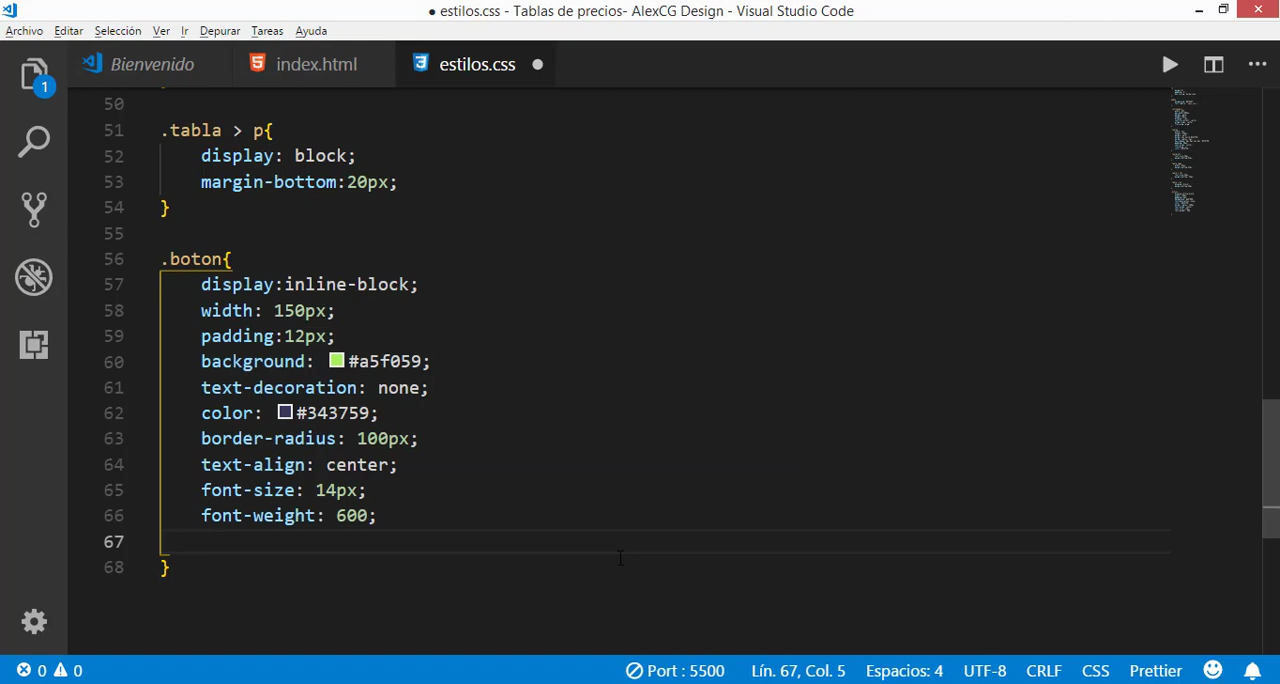 ● estilos.css - Tablas de precios- AlexCG Design - Visual Studio Code
Archivo Editar Selección Ver Ir Depurar Tareas Ayuda
Bienvenido index.html estilos.css
1
50
51 .tabla > p{
52 display: block;
53 margin-bottom:20px;
54 }
55
56 .boton{
57 display:inline-block;
58 width: 150px;
59 padding:12px;
60 background: #a5f059;
61 text-decoration: none;
62 color: #343759;
63 border-radius: 100px;
64 text-align: center;
65 font-size: 14px;
66 font-weight: 600;
67
68 }
0 0 Port : 5500 Lín. 67, Col. 5 Espacios: 4 UTF-8 CRLF CSS Prettier